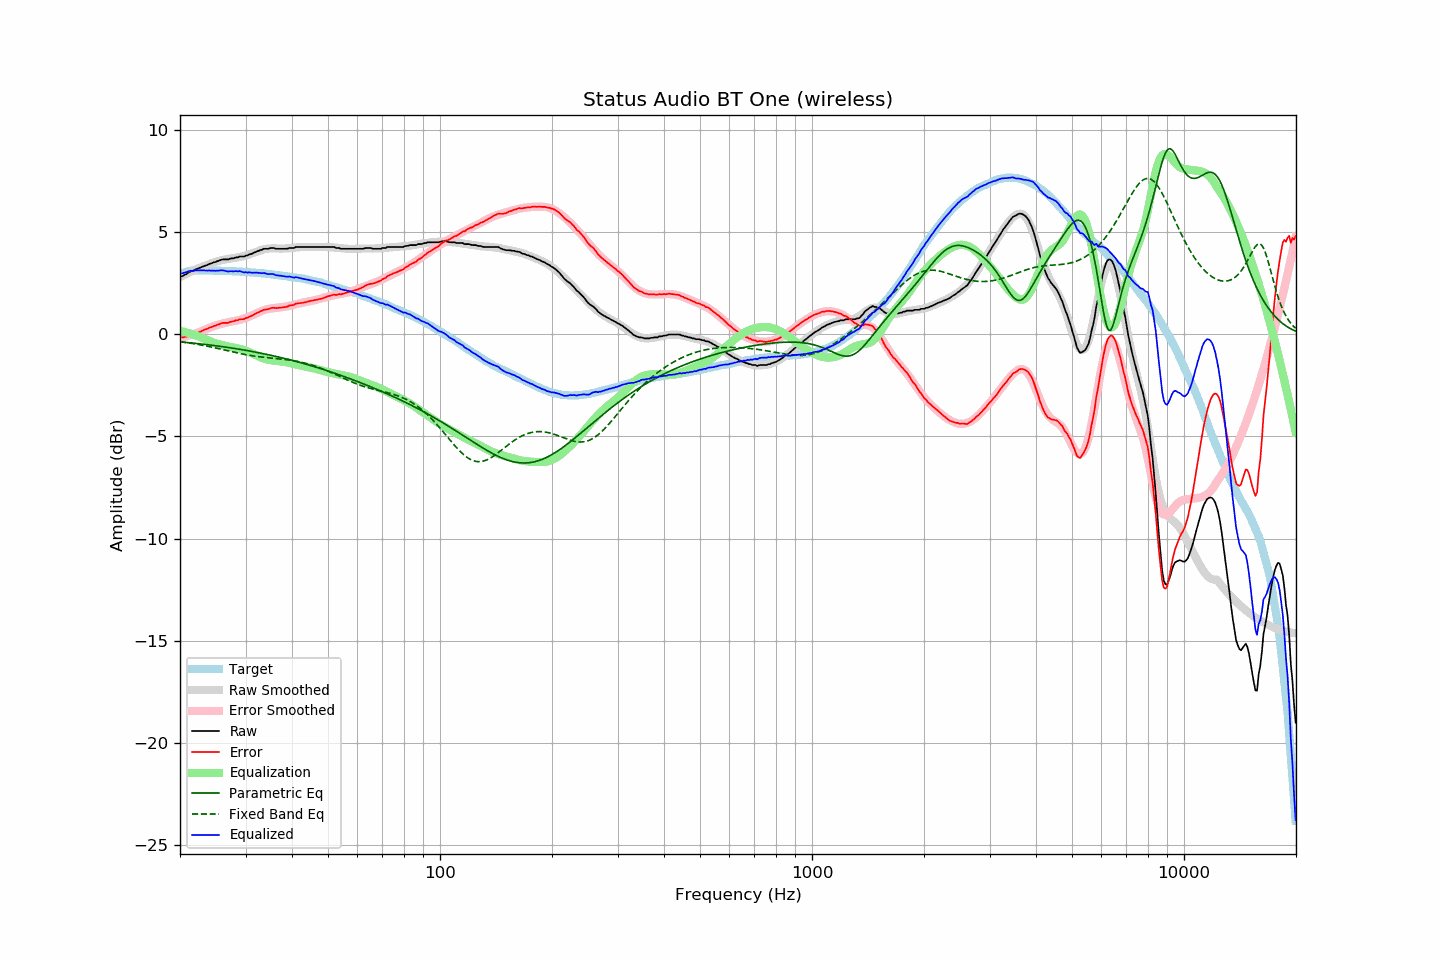 Status Audio BT One (wireless)
10
5
0
−5
−10
−15
−20
−25
Amplitude (dBr)
Target
Raw Smoothed
Error Smoothed
Raw
Error
Equalization
Parametric Eq
Fixed Band Eq
Equalized
100
1000
10000
Frequency (Hz)